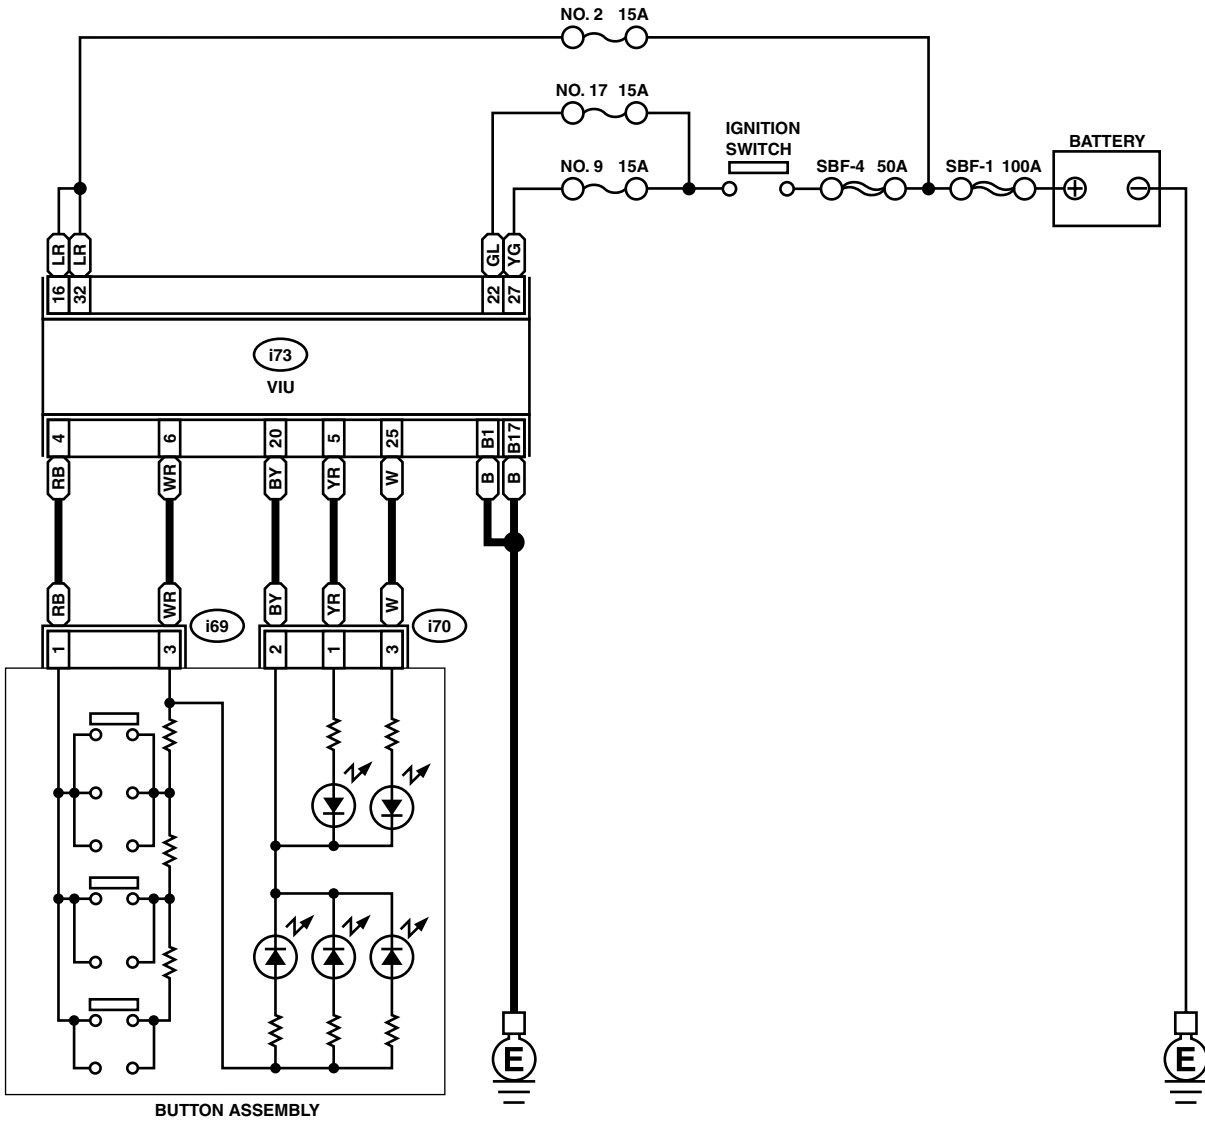 NO. 2 15A
NO. 17 15A
IGNITION
SWITCH
BATTERY
NO. 9 15A
SBF-4 50A
SBF-1 100A
LR
LR
GL
YG
16
32
22
27
i73
VIU
4
6
20
5
25
B1
B17
RB
WR
BY
YR
W
B
B
RB
WR
BY
YR
W
i69
i70
1
3
2
1
3
E
E
BUTTON ASSEMBLY